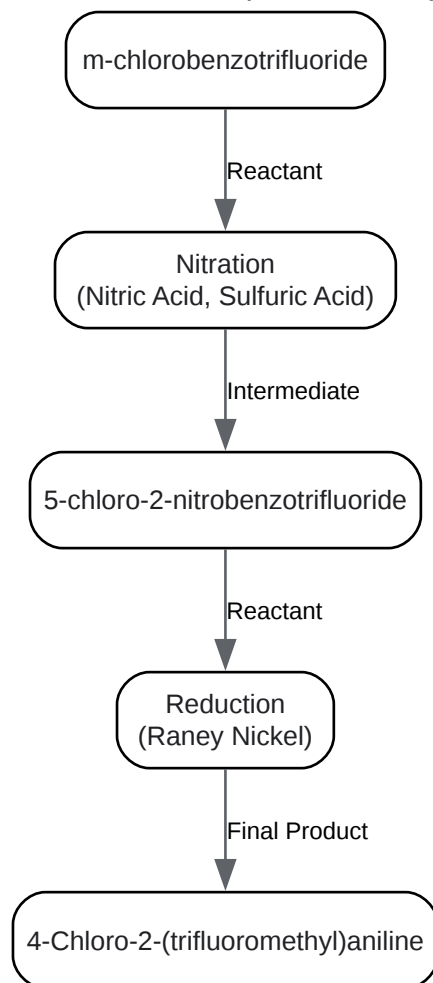 m-chlorobenzotrifluoride
Reactant
Nitration
(Nitric Acid, Sulfuric Acid)
Intermediate
5-chloro-2-nitrobenzotrifluoride
Reactant
Reduction
(Raney Nickel)
Final Product
4-Chloro-2-(trifluoromethyl)aniline